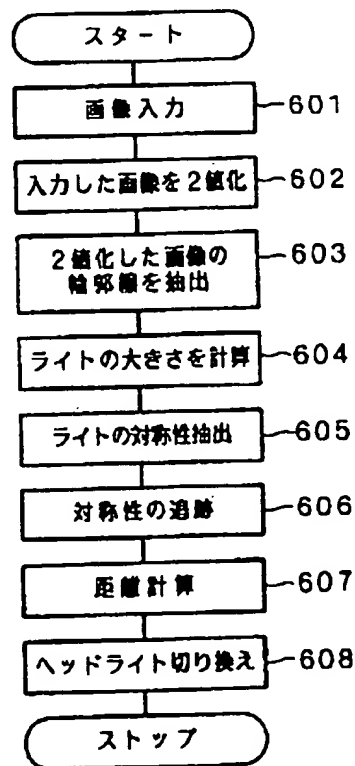 スタート
画像入力 601
入力した画像を2値化 602
2値化した画像の 603
輪郭線を抽出
ライトの大きさを計算 604
ライトの対称性抽出 605
対称性の追跡 606
距離計算 607
ヘッドライト切り換え 608
ストップ